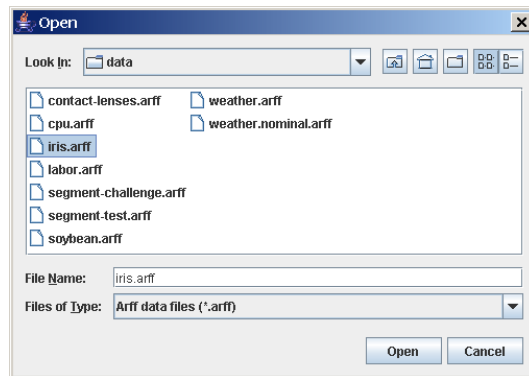 Open
Look In: data
contact-lenses.arff
cpu.arff
iris.arff
labor.arff
segment-challenge.arff
segment-test.arff
soybean.arff
weather.arff
weather.nominal.arff
File Name: iris.arff
Files of Type: Arff data files (*.arff)
Open Cancel